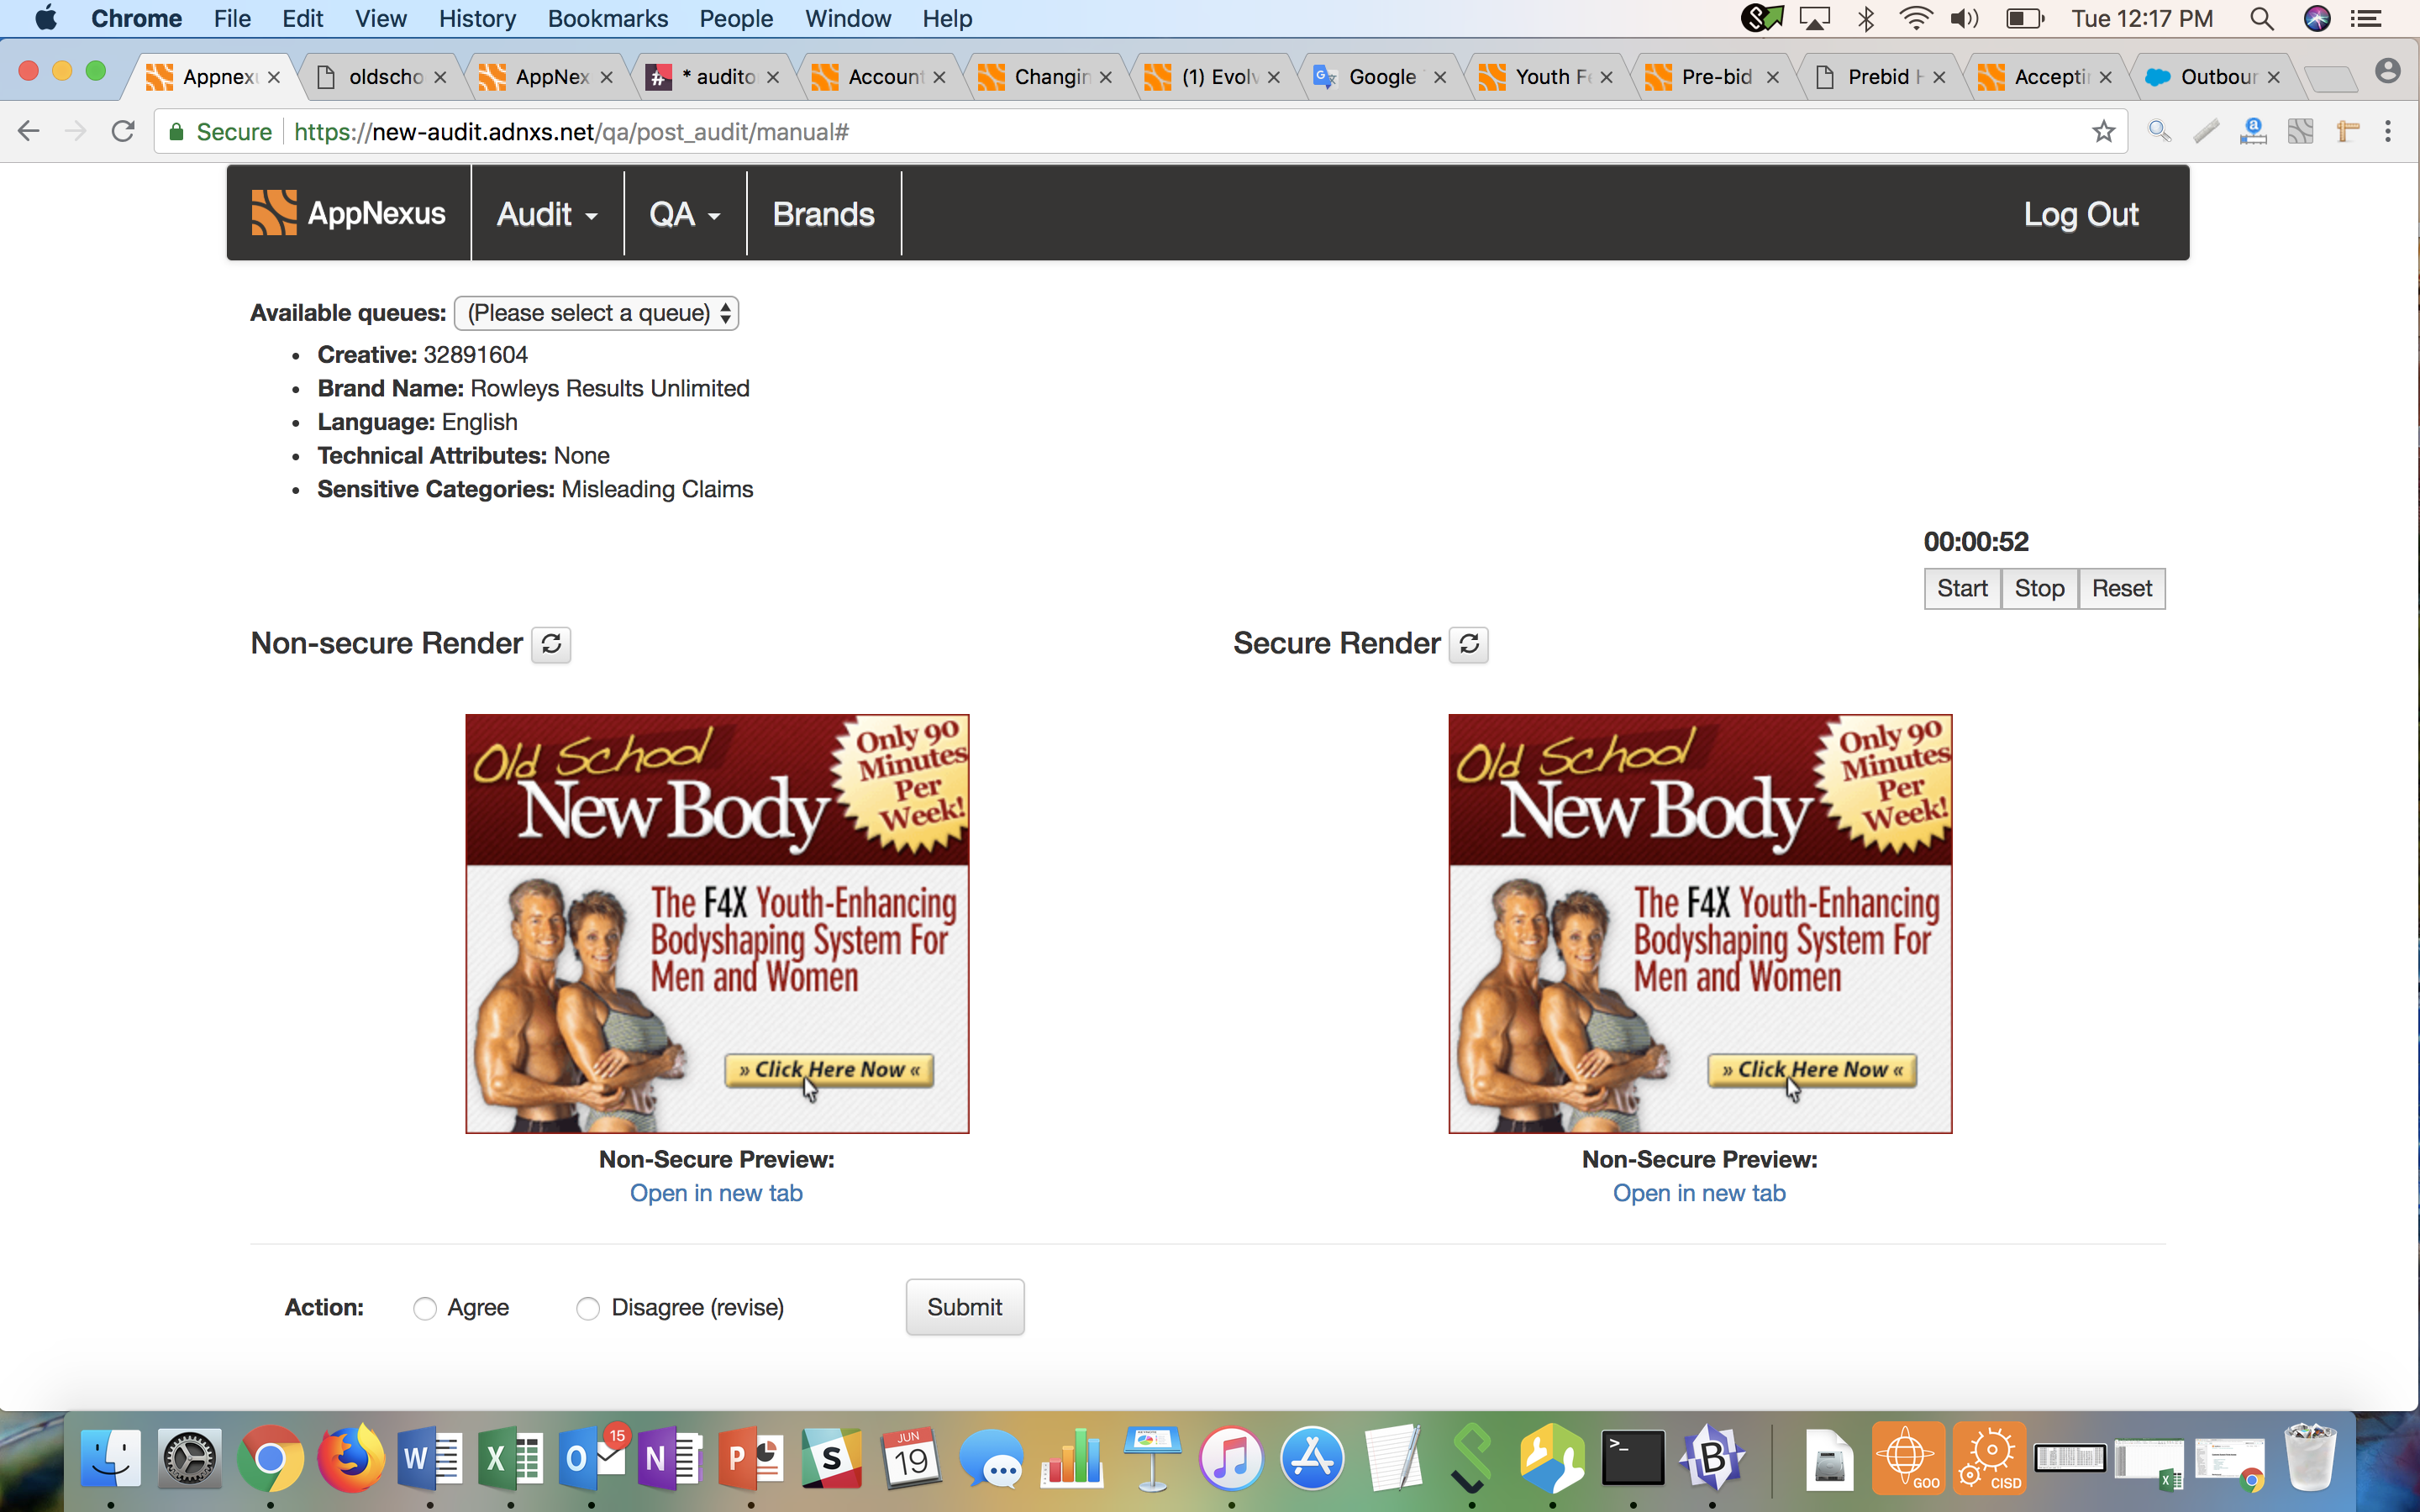 Chrome File Edit View History Bookmarks People Window Help Tue 12:17 PM
Appnex oldscho AppNex * audito Account Changin (1) Evolv Google Youth Fe Pre-bid Prebid Acceptin Outbour
Secure https://new-audit.adnxs.net/qa/post_audit/manual#
AppNexus Audit QA Brands Log Out
Available queues: (Please select a queue)
• Creative: 32891604
• Brand Name: Rowleys Results Unlimited
• Language: English
• Technical Attributes: None
• Sensitive Categories: Misleading Claims
00:00:52
Start Stop Reset
Non-secure Render
Old School
New Body
Only 90
Minutes
Per
Week!
The F4X Youth-Enhancing
Bodyshaping System For
Men and Women
» Click Here Now «
Non-Secure Preview:
Open in new tab
Secure Render
Old School
New Body
Only 90
Minutes
Per
Week!
The F4X Youth-Enhancing
Bodyshaping System For
Men and Women
» Click Here Now «
Non-Secure Preview:
Open in new tab
Action: Agree Disagree (revise) Submit
15
JUN
19
GOO
CISD